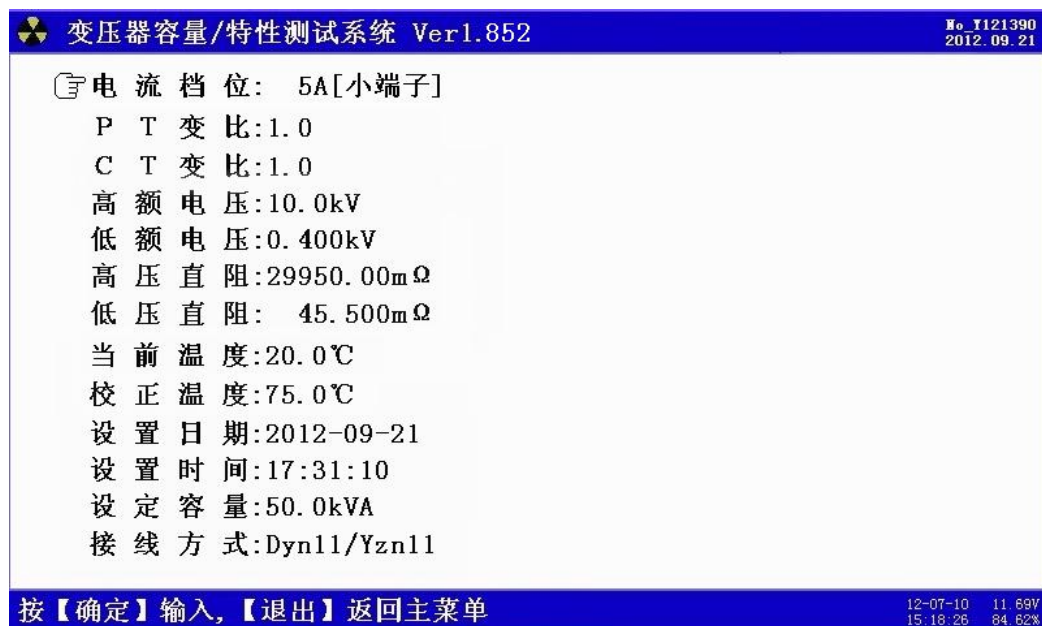 变压器容量/特性测试系统 Ver1.852
No_Y121390
2012.09.21
电流档位: 5A[小端子]
PT变比:1.0
CT变比:1.0
高额电压:10.0kV
低额电压:0.400kV
高压直阻:29950.00mΩ
低压直阻: 45.500mΩ
当前温度:20.0℃
校正温度:75.0℃
设置日期:2012-09-21
设置时间:17:31:10
设定容量:50.0kVA
接线方式:Dyn11/Yzn11
按【确定】输入,【退出】返回主菜单
12-07-10 11.69V
15:18:26 84.62%